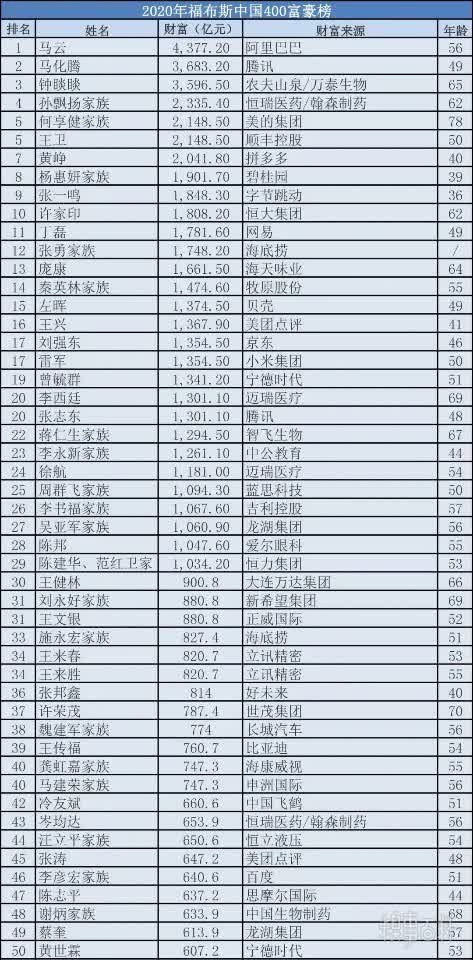 2020年福布斯中国400富豪榜
排名 姓名 财富（亿元） 财富来源 年龄
1 马云 4,377.20 阿里巴巴 56
2 马化腾 3,683.20 腾讯 49
3 钟睒睒 3,596.50 农夫山泉/万泰生物 65
4 孙飘扬家族 2,335.40 恒瑞医药/翰森制药 62
5 何享健家族 2,148.50 美的集团 78
5 王卫 2,148.50 顺丰控股 50
7 黄峥 2,041.80 拼多多 40
8 杨惠妍家族 1,901.70 碧桂园 39
9 张一鸣 1,848.30 字节跳动 36
10 许家印 1,808.20 恒大集团 62
11 丁磊 1,781.60 网易 49
12 张勇家族 1,748.20 海底捞 /
13 庞康 1,661.50 海天味业 64
14 秦英林家族 1,474.60 牧原股份 55
15 左晖 1,374.50 贝壳 49
16 王兴 1,367.90 美团点评 41
17 刘强东 1,354.50 京东 46
17 雷军 1,354.50 小米集团 50
19 曾毓群 1,341.20 宁德时代 51
20 李西廷 1,301.10 迈瑞医疗 69
20 张志东 1,301.10 腾讯 48
22 蒋仁生家族 1,294.50 智飞生物 67
23 李永新家族 1,261.10 中公教育 44
24 徐航 1,181.00 迈瑞医疗 54
25 周群飞家族 1,094.30 蓝思科技 50
26 李书福家族 1,067.60 吉利控股 57
27 吴亚军家族 1,060.90 龙湖集团 56
28 陈邦 1,047.60 爱尔眼科 55
29 陈建华、范红卫家 1,034.20 恒力集团 53
30 王健林 900.8 大连万达集团 66
31 刘永好家族 880.8 新希望集团 69
31 王文银 880.8 正威国际 52
33 施永宏家族 827.4 海底捞 51
34 王来春 820.7 立讯精密 53
34 王来胜 820.7 立讯精密 55
36 张邦鑫 814 好未来 40
37 许荣茂 787.4 世茂集团 70
38 魏建军家族 774 长城汽车 56
39 王传福 760.7 比亚迪 54
40 龚虹嘉家族 747.3 海康威视 55
40 马建荣家族 747.3 申洲国际 56
42 冷友斌 660.6 中国飞鹤 51
43 岑均达 653.9 恒瑞医药/翰森制药 56
44 汪立平家族 650.6 恒立液压 54
45 张涛 647.2 美团点评 48
46 李彦宏家族 640.6 百度 51
47 陈志平 637.2 思摩尔国际 44
48 谢炳家族 633.9 中国生物制药 68
49 蔡奎 613.9 龙湖集团 57
50 黄世霖 607.2 宁德时代 53